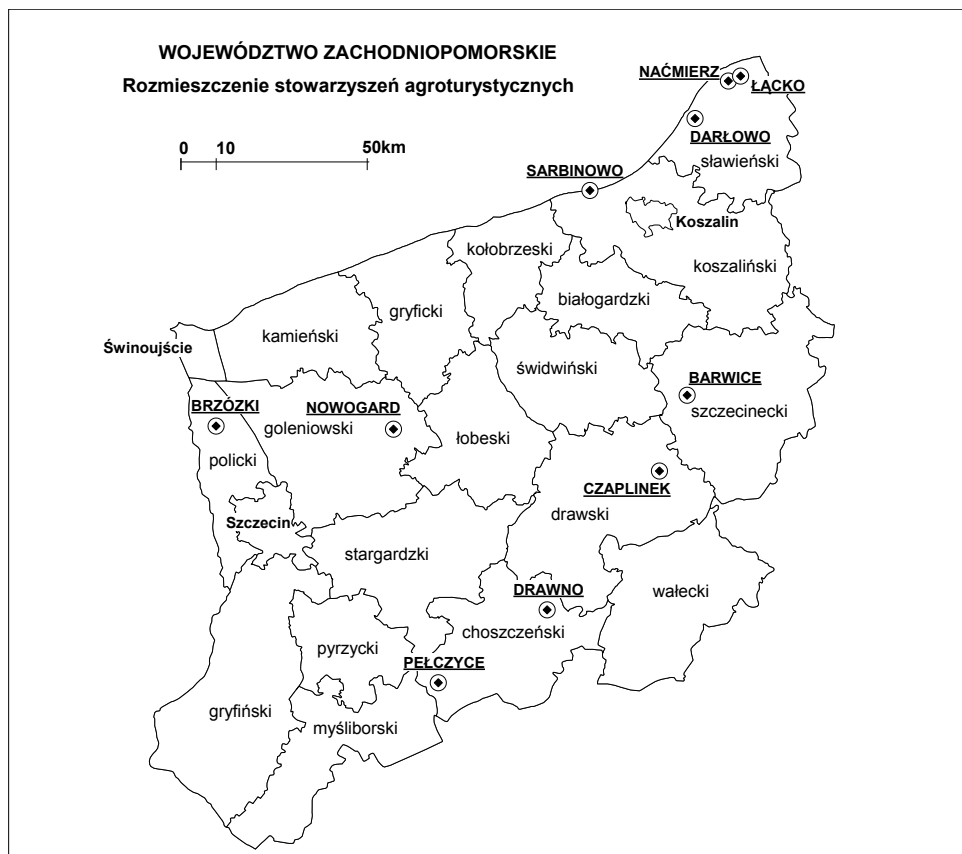 WOJEWÓDZTWO ZACHODNIOPOMORSKIE
Rozmieszczenie stowarzyszeń agroturystycznych
0 10 50km
NAĆMIERZ
ŁĄCKO
DARŁOWO
sławieński
SARBINOWO
Koszalin
kołobrzeski
koszaliński
białogardzki
gryficki
kamieński
Świnoujście
świdwiński
BARWICE
szczecinecki
BRZÓZKI
NOWOGARD
goleniowski
łobeski
policki
CZAPLINEK
drawski
Szczecin
stargardzki
DRAWNO
wałecki
choszczeński
pyrzycki
PEŁCZYCE
gryfiński
myśliborski